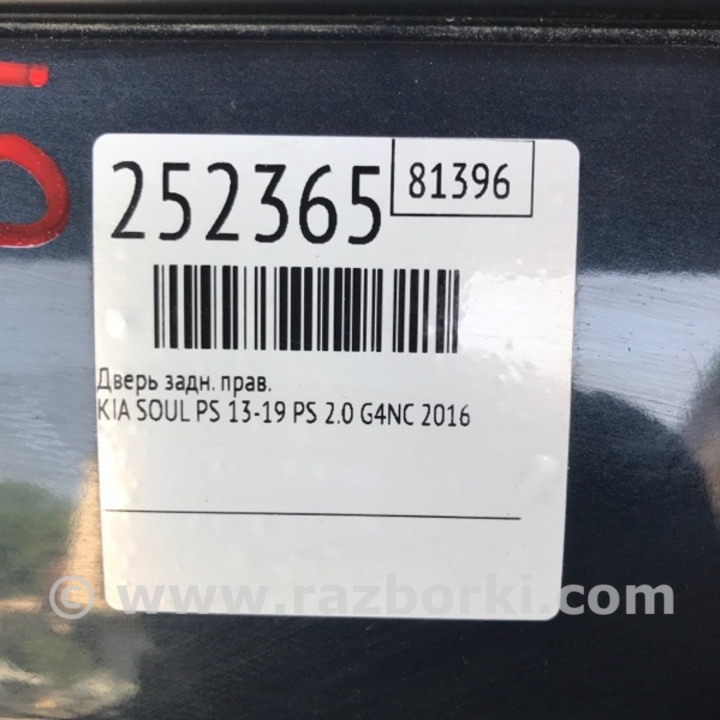 252365
81396
Дверь задн. прав.
KIA SOUL PS 13-19 PS 2.0 G4NC 2016
© www.razborki.com